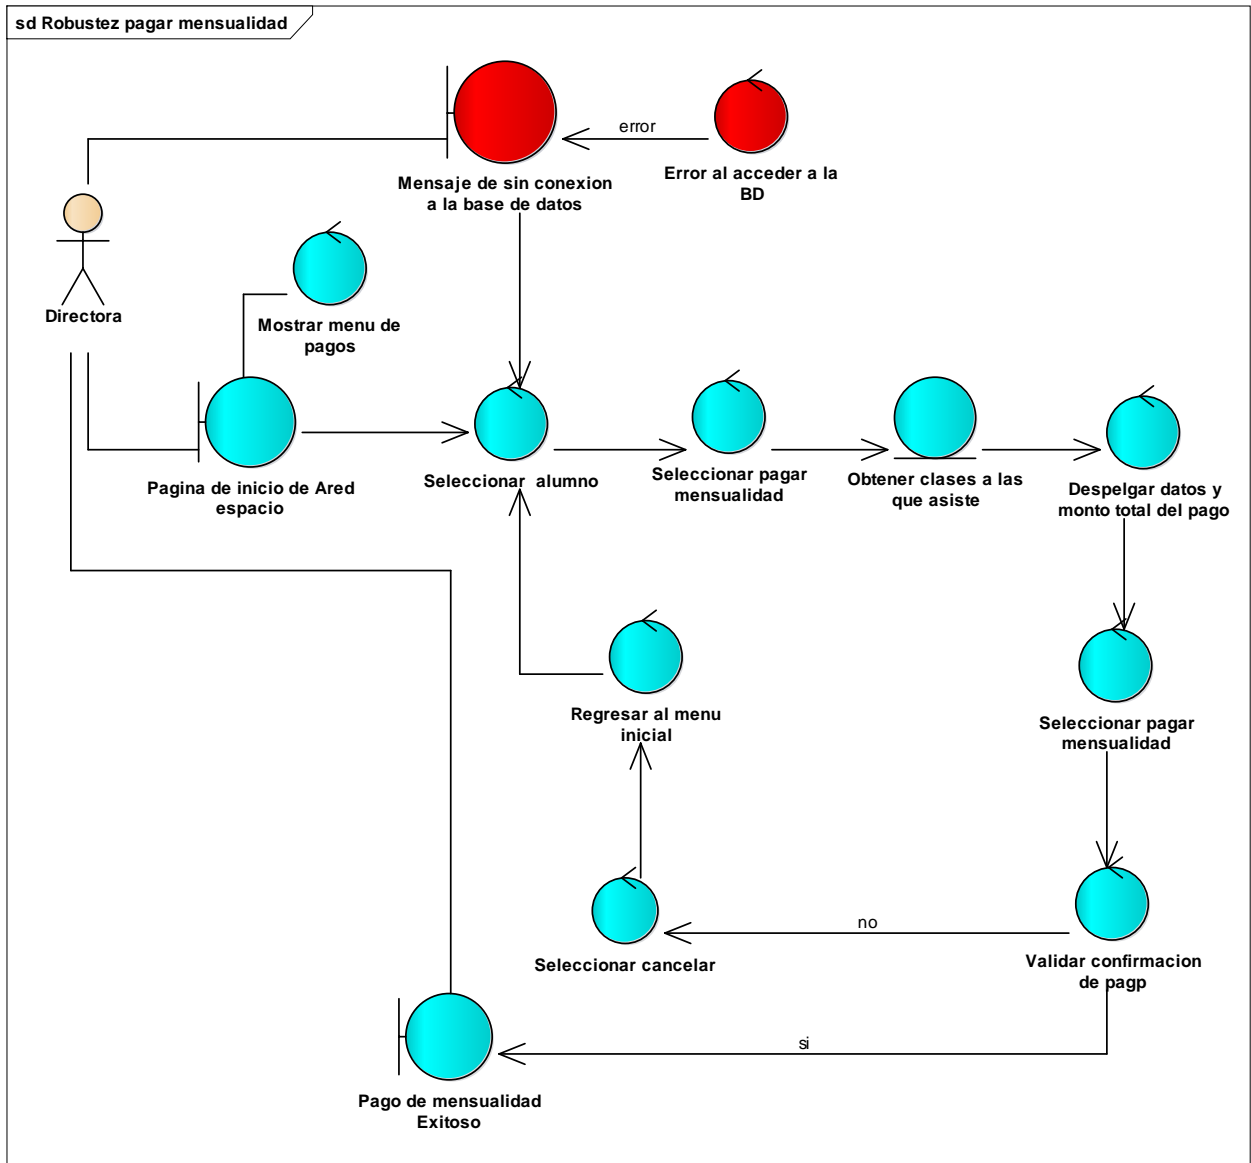 sd Robustez pagar mensualidad
error
Mensaje de sin conexion
a la base de datos
Error al acceder a la
BD
Directora
Mostrar menu de
pagos
Pagina de inicio de Ared
espacio
Seleccionar alumno
Seleccionar pagar
mensualidad
Obtener clases a las
que asiste
Despelgar datos y
monto total del pago
Regresar al menu
inicial
Seleccionar pagar
mensualidad
no
Seleccionar cancelar
Validar confirmacion
de pagp
si
Pago de mensualidad
Exitoso